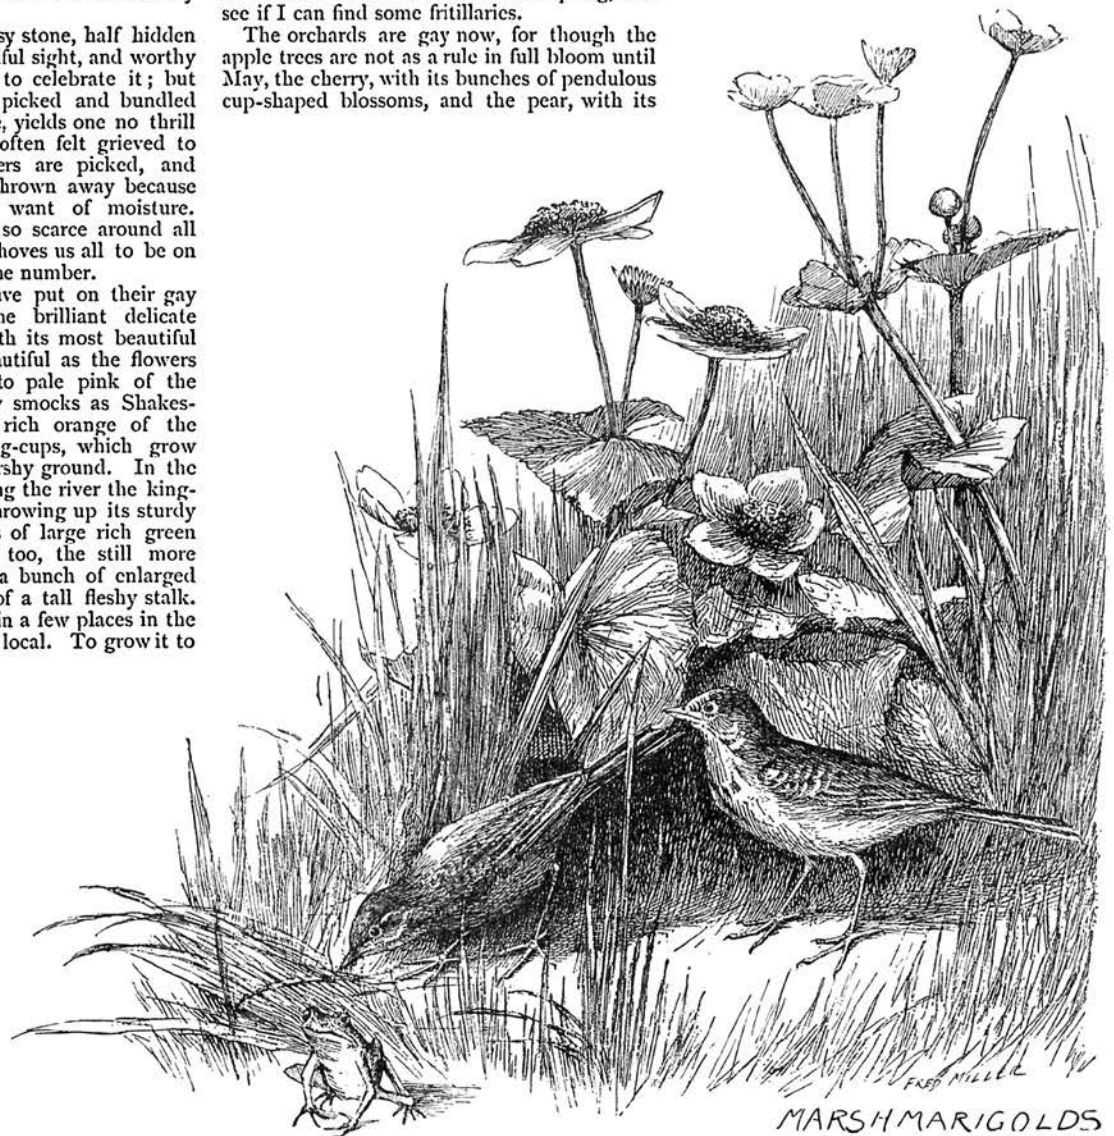 sy stone, half hidden
ful sight, and worthy
to celebrate it; but
picked and bundled
, yields one no thrill
often felt grieved to
ers are picked, and
hrown away because
want of moisture.
so scarce around all
hoves us all to be on
ne number.
ave put on their gay
ne brilliant delicate
th its most beautiful
autiful as the flowers
to pale pink of the
y smocks as Shakes-
rich orange of the
g-cups, which grow
rshy ground. In the
ng the river the king-
hrowing up its sturdy
s of large rich green
too, the still more
a bunch of enlarged
of a tall fleshy stalk.
in a few places in the
local. To grow it to
see if I can find some fritillaries.
The orchards are gay now, for though the
apple trees are not as a rule in full bloom until
May, the cherry, with its bunches of pendulous
cup-shaped blossoms, and the pear, with its
FRED MILLER
MARSH MARIGOLDS